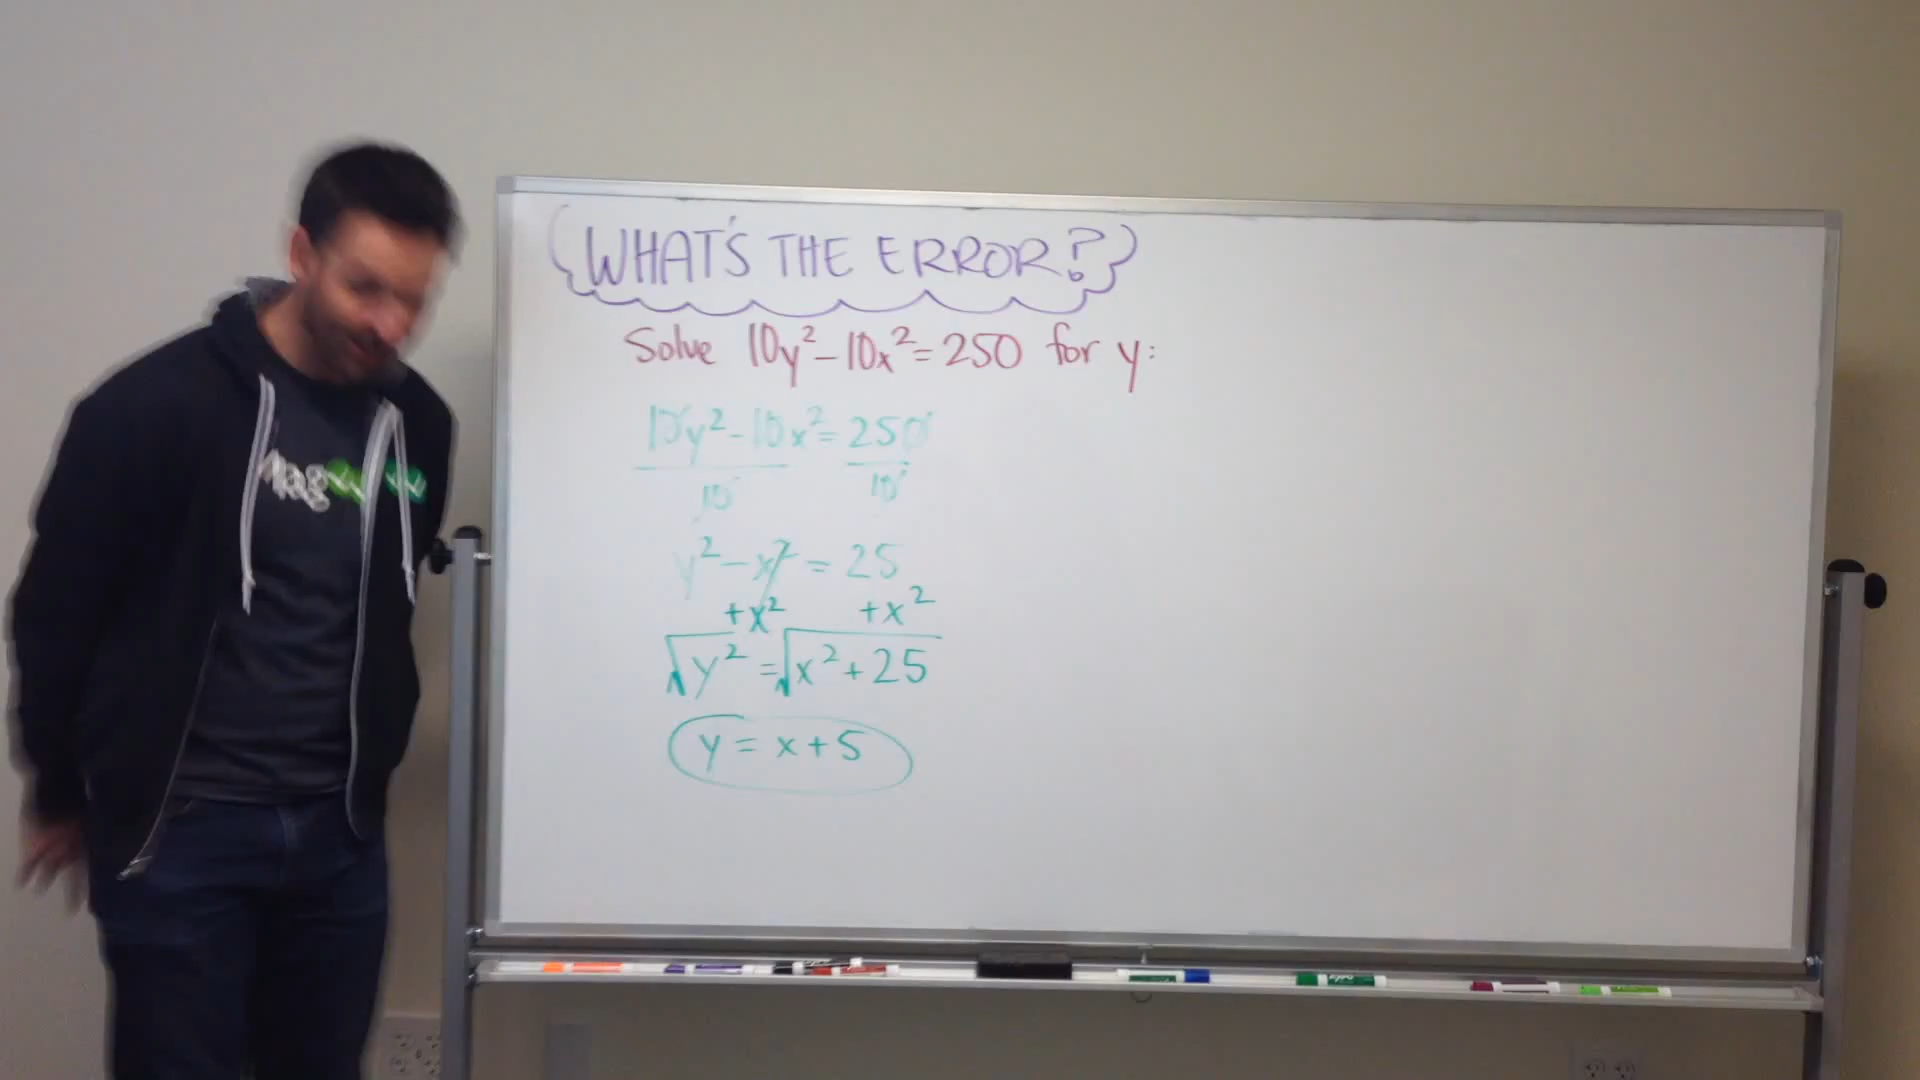 WHAT'S THE ERROR?
Solve 10y²-10x²=250 for y:
10y²-10x²=250
10 10
y²-x²=25
+x² +x²
√y²=√x²+25
y=x+5